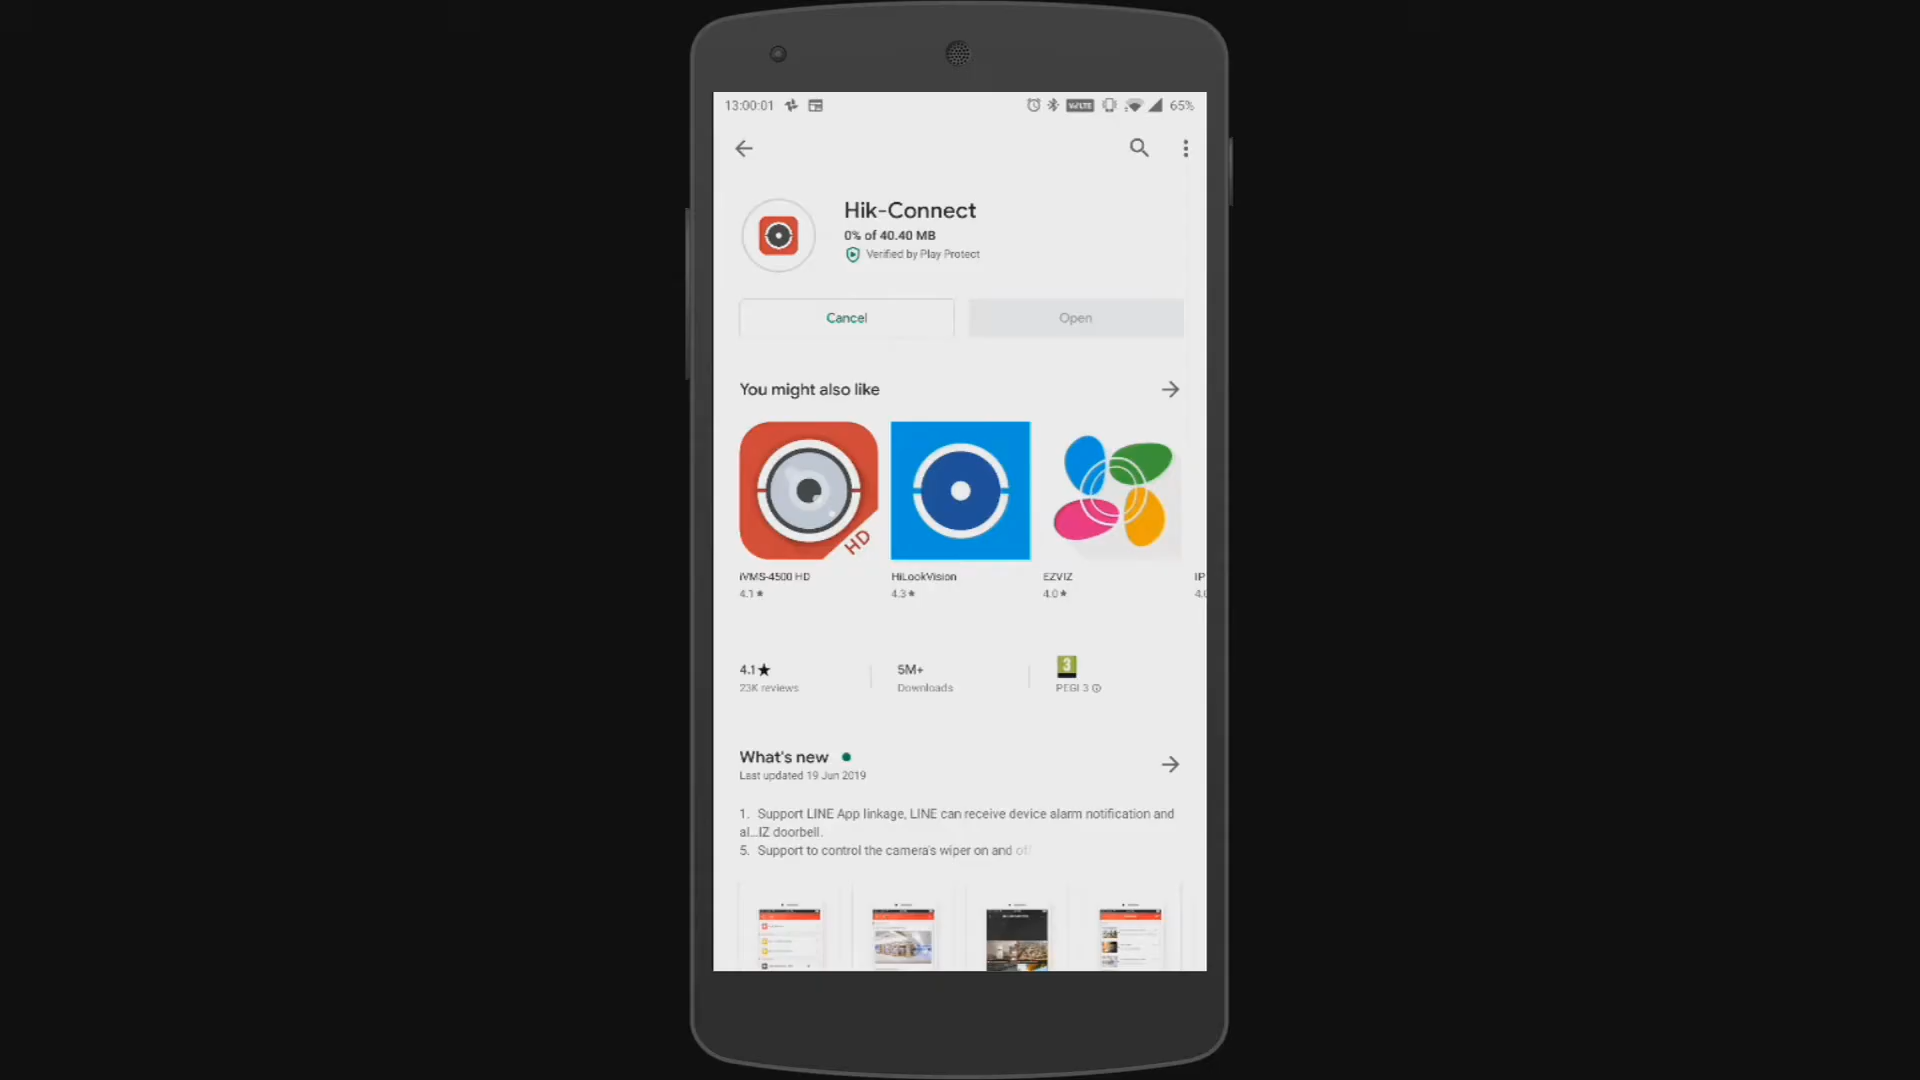 13:00:01 VoLTE 65%
Hik-Connect
0% of 40.40 MB
Verified by Play Protect
Cancel Open
You might also like
HD
iVMS-4500 HD HiLookVision EZVIZ IP
4.1★ 4.3★ 4.0★
4.1★ 5M+ 3
23K reviews Downloads PEGI 3
What's new
Last updated 19 Jun 2019
1. Support LINE App linkage, LINE can receive device alarm notification and
al...IZ doorbell.
5. Support to control the camera's wiper on and of